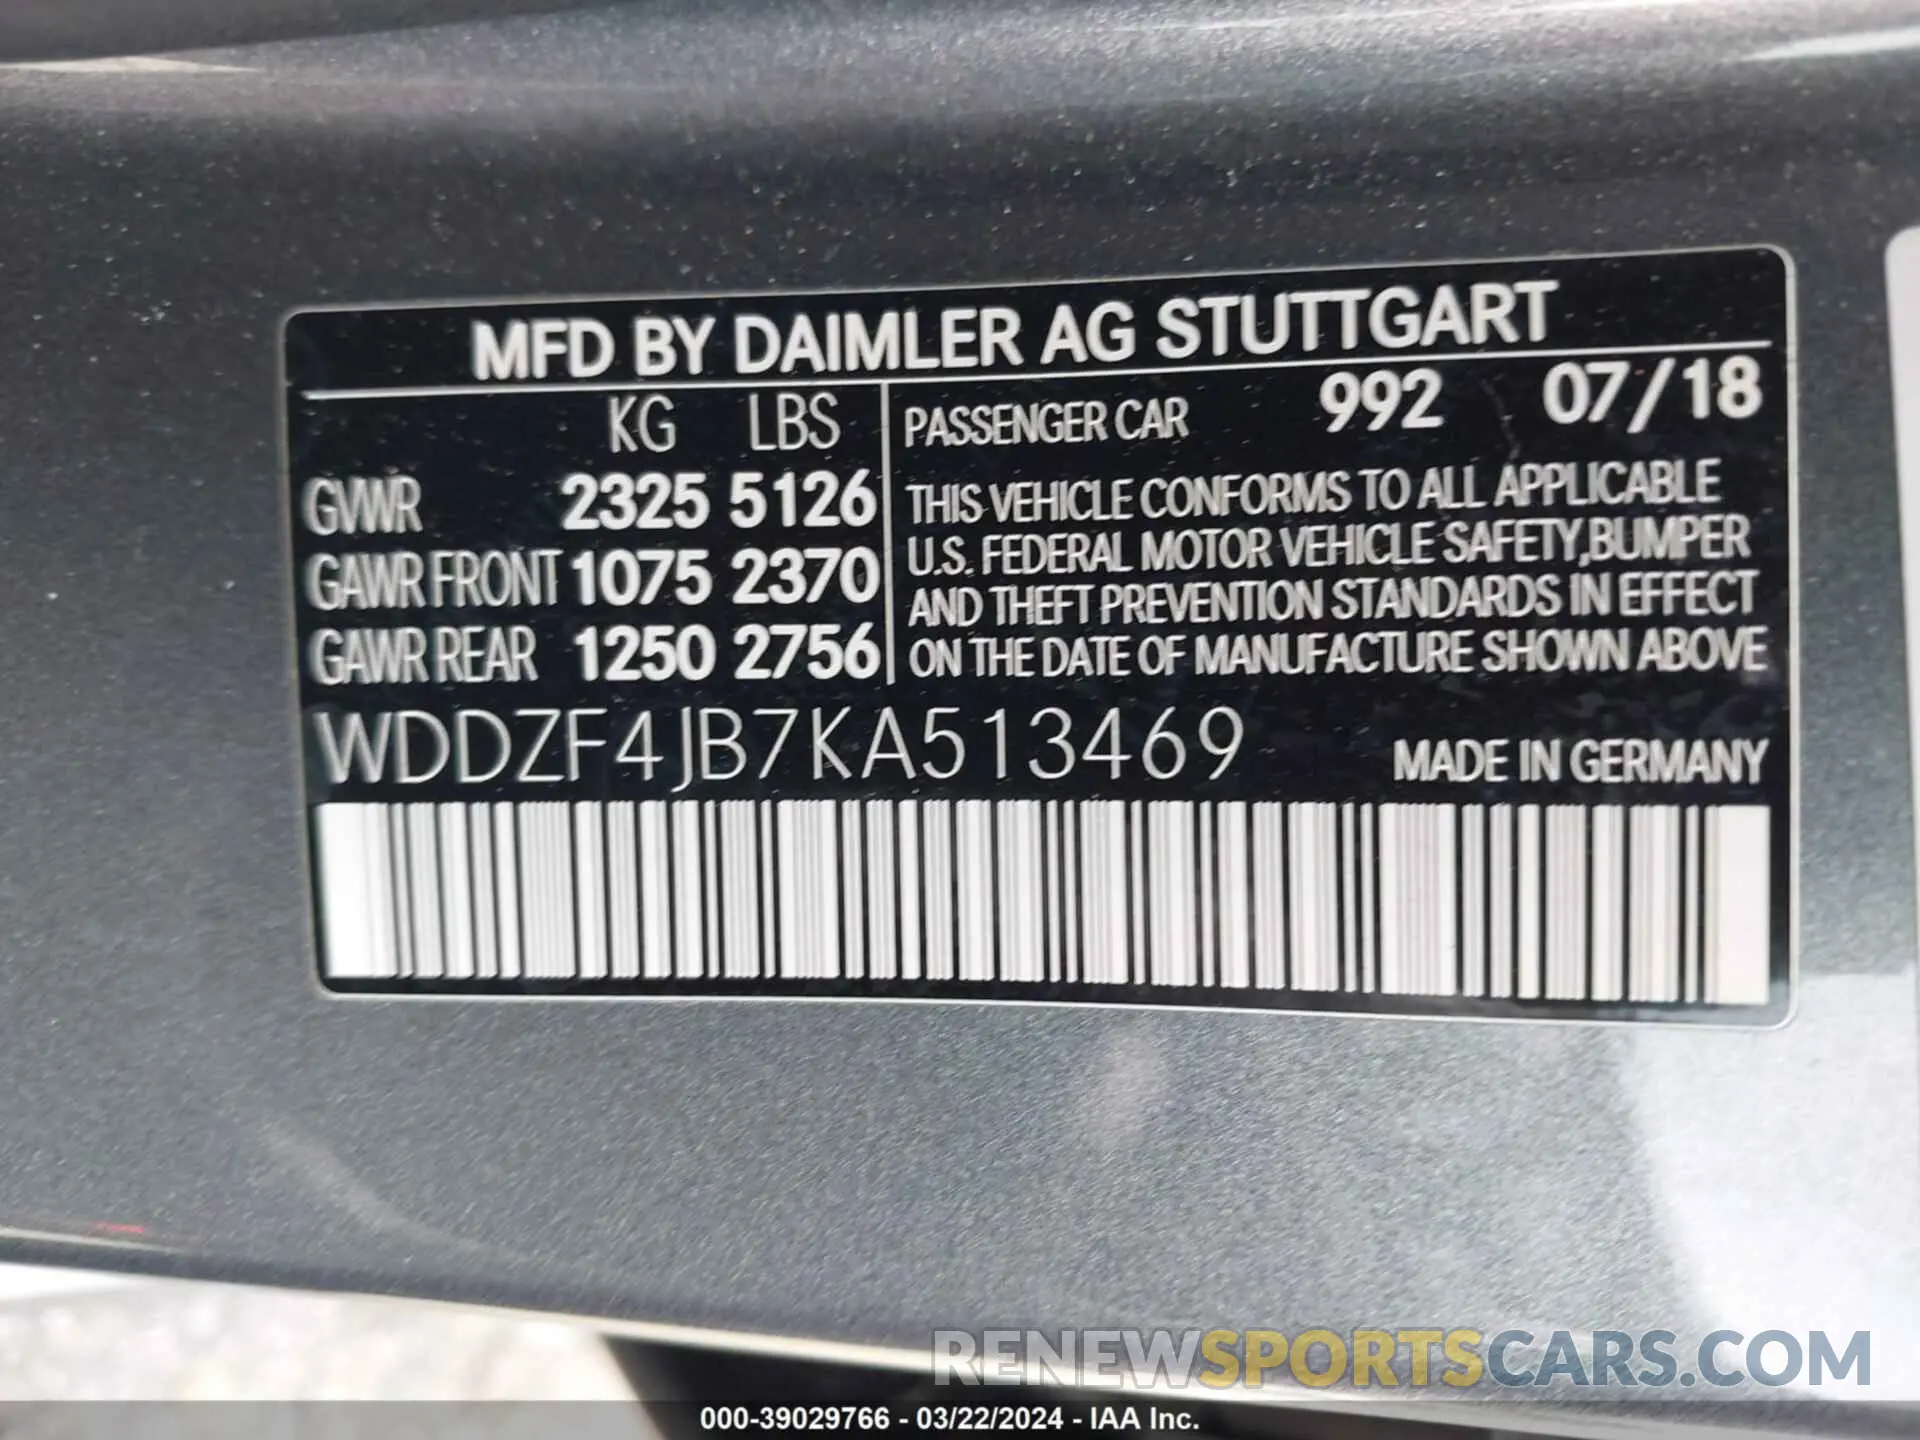 MFD BY DAIMLER AG STUTTGART
KG LBS
GVWR 2325 5126
GAWR FRONT 1075 2370
GAWR REAR 1250 2756
PASSENGER CAR 992 07/18
THIS VEHICLE CONFORMS TO ALL APPLICABLE
U.S. FEDERAL MOTOR VEHICLE SAFETY,BUMPER
AND THEFT PREVENTION STANDARDS IN EFFECT
ON THE DATE OF MANUFACTURE SHOWN ABOVE
WDDZF4JB7KA513469
MADE IN GERMANY
RENEWSPORTSCARS.COM
000-39029766 - 03/22/2024 - IAA Inc.